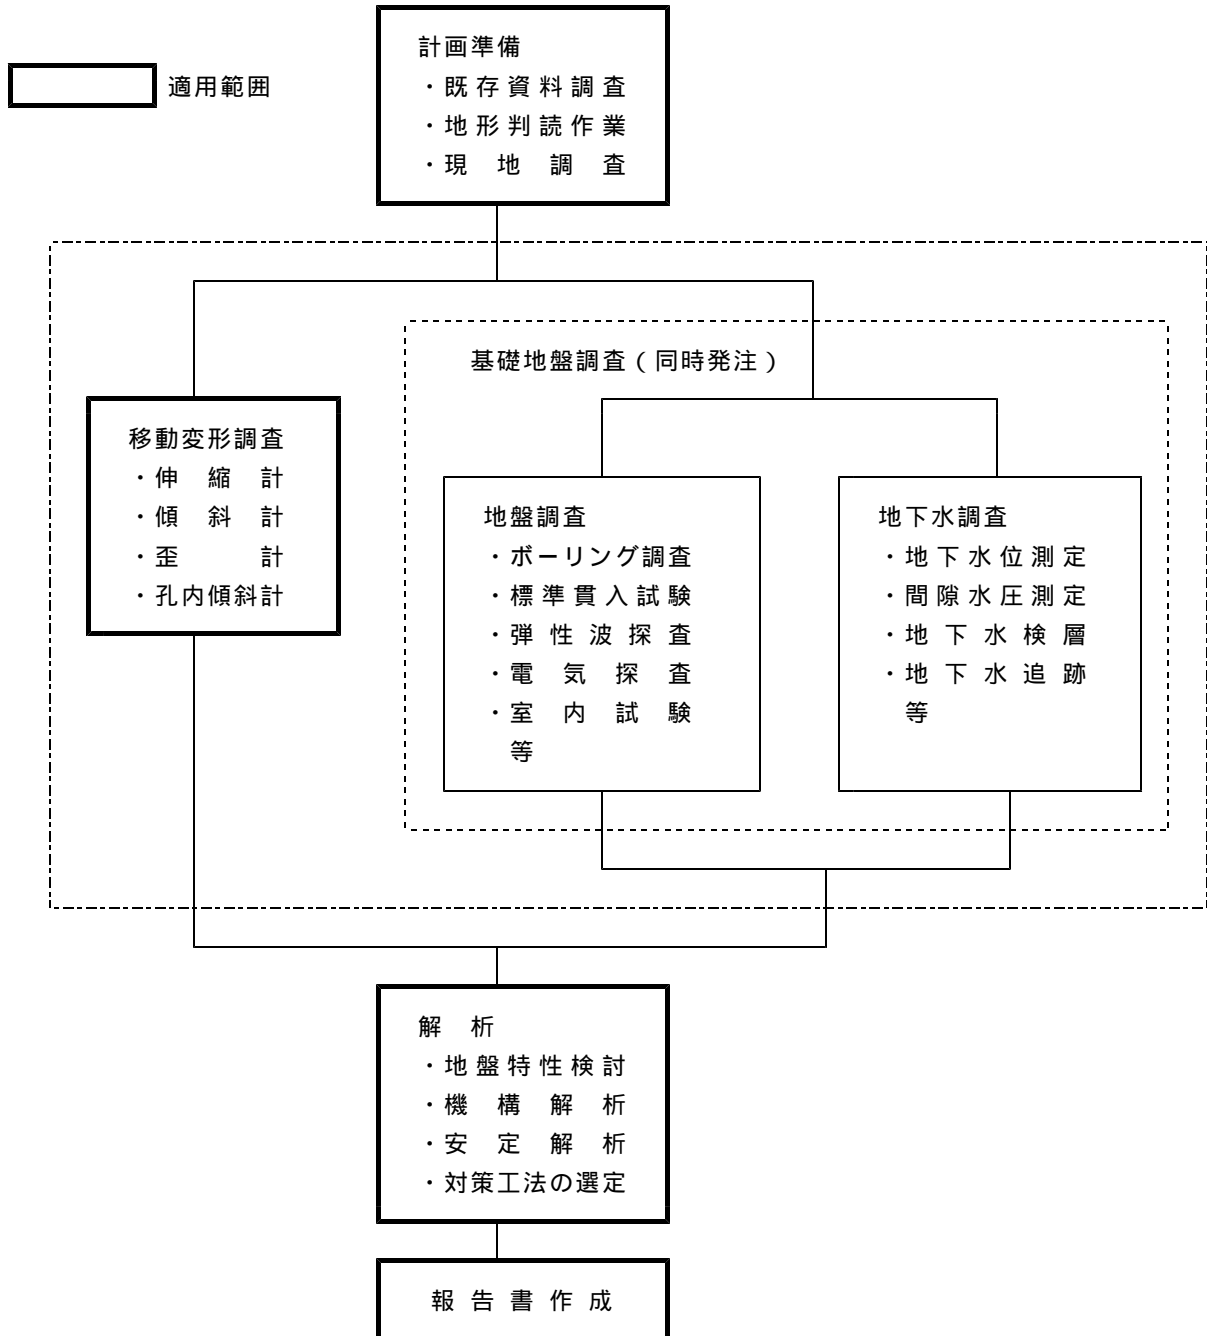 計画準備
・既存資料調査
・地形判読作業
・現地調査
適用範囲
基礎地盤調査（同時発注）
移動変形調査
・伸縮計
・傾斜計
・歪計
・孔内傾斜計
地盤調査
・ボーリング調査
・標準貫入試験
・弾性波探査
・電気探査
・室内試験
等
地下水調査
・地下水位測定
・間隙水圧測定
・地下水検層
・地下水追跡
等
解析
・地盤特性検討
・機構解析
・安定解析
・対策工法の選定
報告書作成